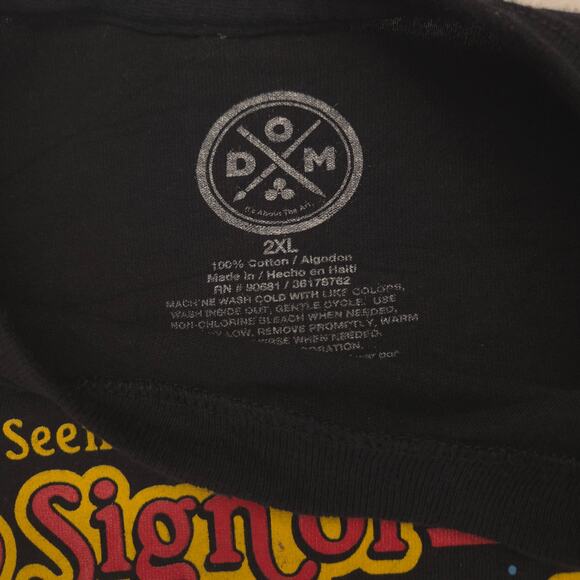 O
D M
It's About The Art.
2XL
100% Cotton / Algodon
Made in / Hecho en Haiti
RN # 90681 / 36178762
MACHINE WASH COLD WITH LIKE COLORS,
WASH INSIDE OUT, GENTLE CYCLE. USE
NON-CHLORINE BLEACH WHEN NEEDED.
LOW, REMOVE PROMPTLY, WARM
WHEN NEEDED.
Seen
Sign Of